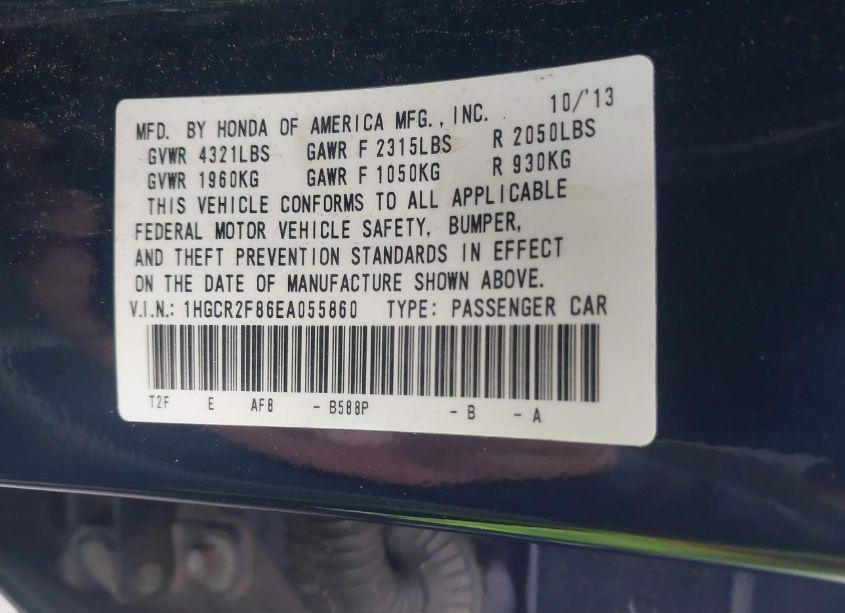 MFD. BY HONDA OF AMERICA MFG., INC. 10/'13
GVWR 4321LBS GAWR F 2315LBS R 2050LBS
GVWR 1960KG GAWR F 1050KG R 930KG
THIS VEHICLE CONFORMS TO ALL APPLICABLE
FEDERAL MOTOR VEHICLE SAFETY, BUMPER,
AND THEFT PREVENTION STANDARDS IN EFFECT
ON THE DATE OF MANUFACTURE SHOWN ABOVE.
V.I.N.: 1HGCR2F86EA055860 TYPE: PASSENGER CAR
T2F E AF8 - B588P - B - A